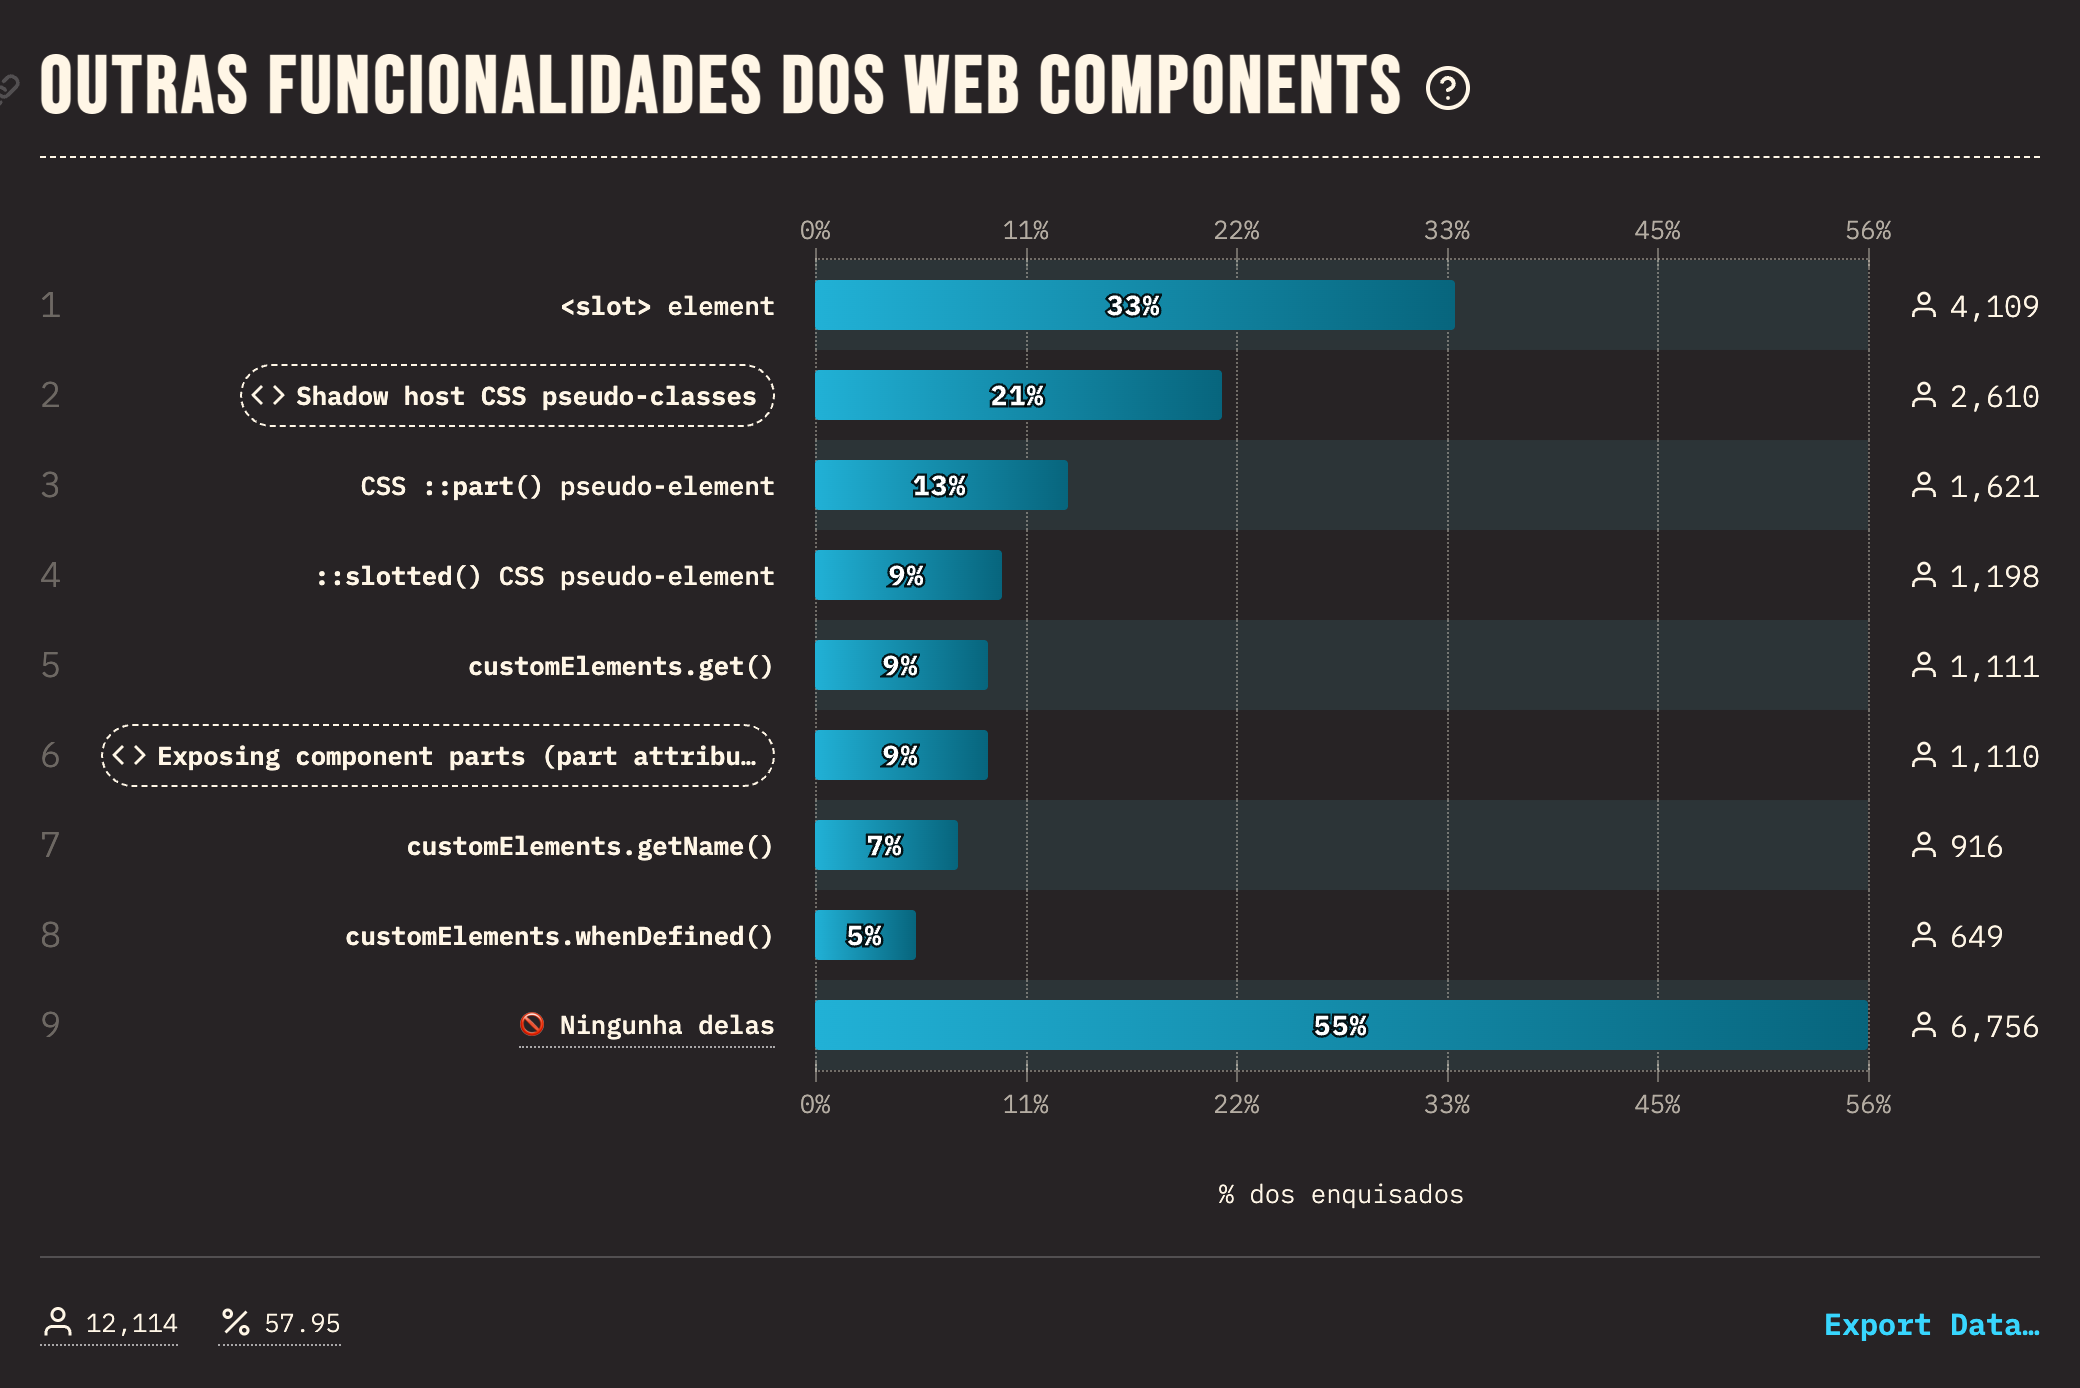 OUTRAS FUNCIONALIDADES DOS WEB COMPONENTS
0% 11% 22% 33% 45% 56%
1 <slot> element 33% 4,109
2 <> Shadow host CSS pseudo-classes 21% 2,610
3 CSS ::part() pseudo-element 13% 1,621
4 ::slotted() CSS pseudo-element 9% 1,198
5 customElements.get() 9% 1,111
6 <> Exposing component parts (part attribu… 9% 1,110
7 customElements.getName() 7% 916
8 customElements.whenDefined() 5% 649
9 🚫 Ningunha delas 55% 6,756
0% 11% 22% 33% 45% 56%
% dos enquisados
12,114 % 57.95 Export Data…